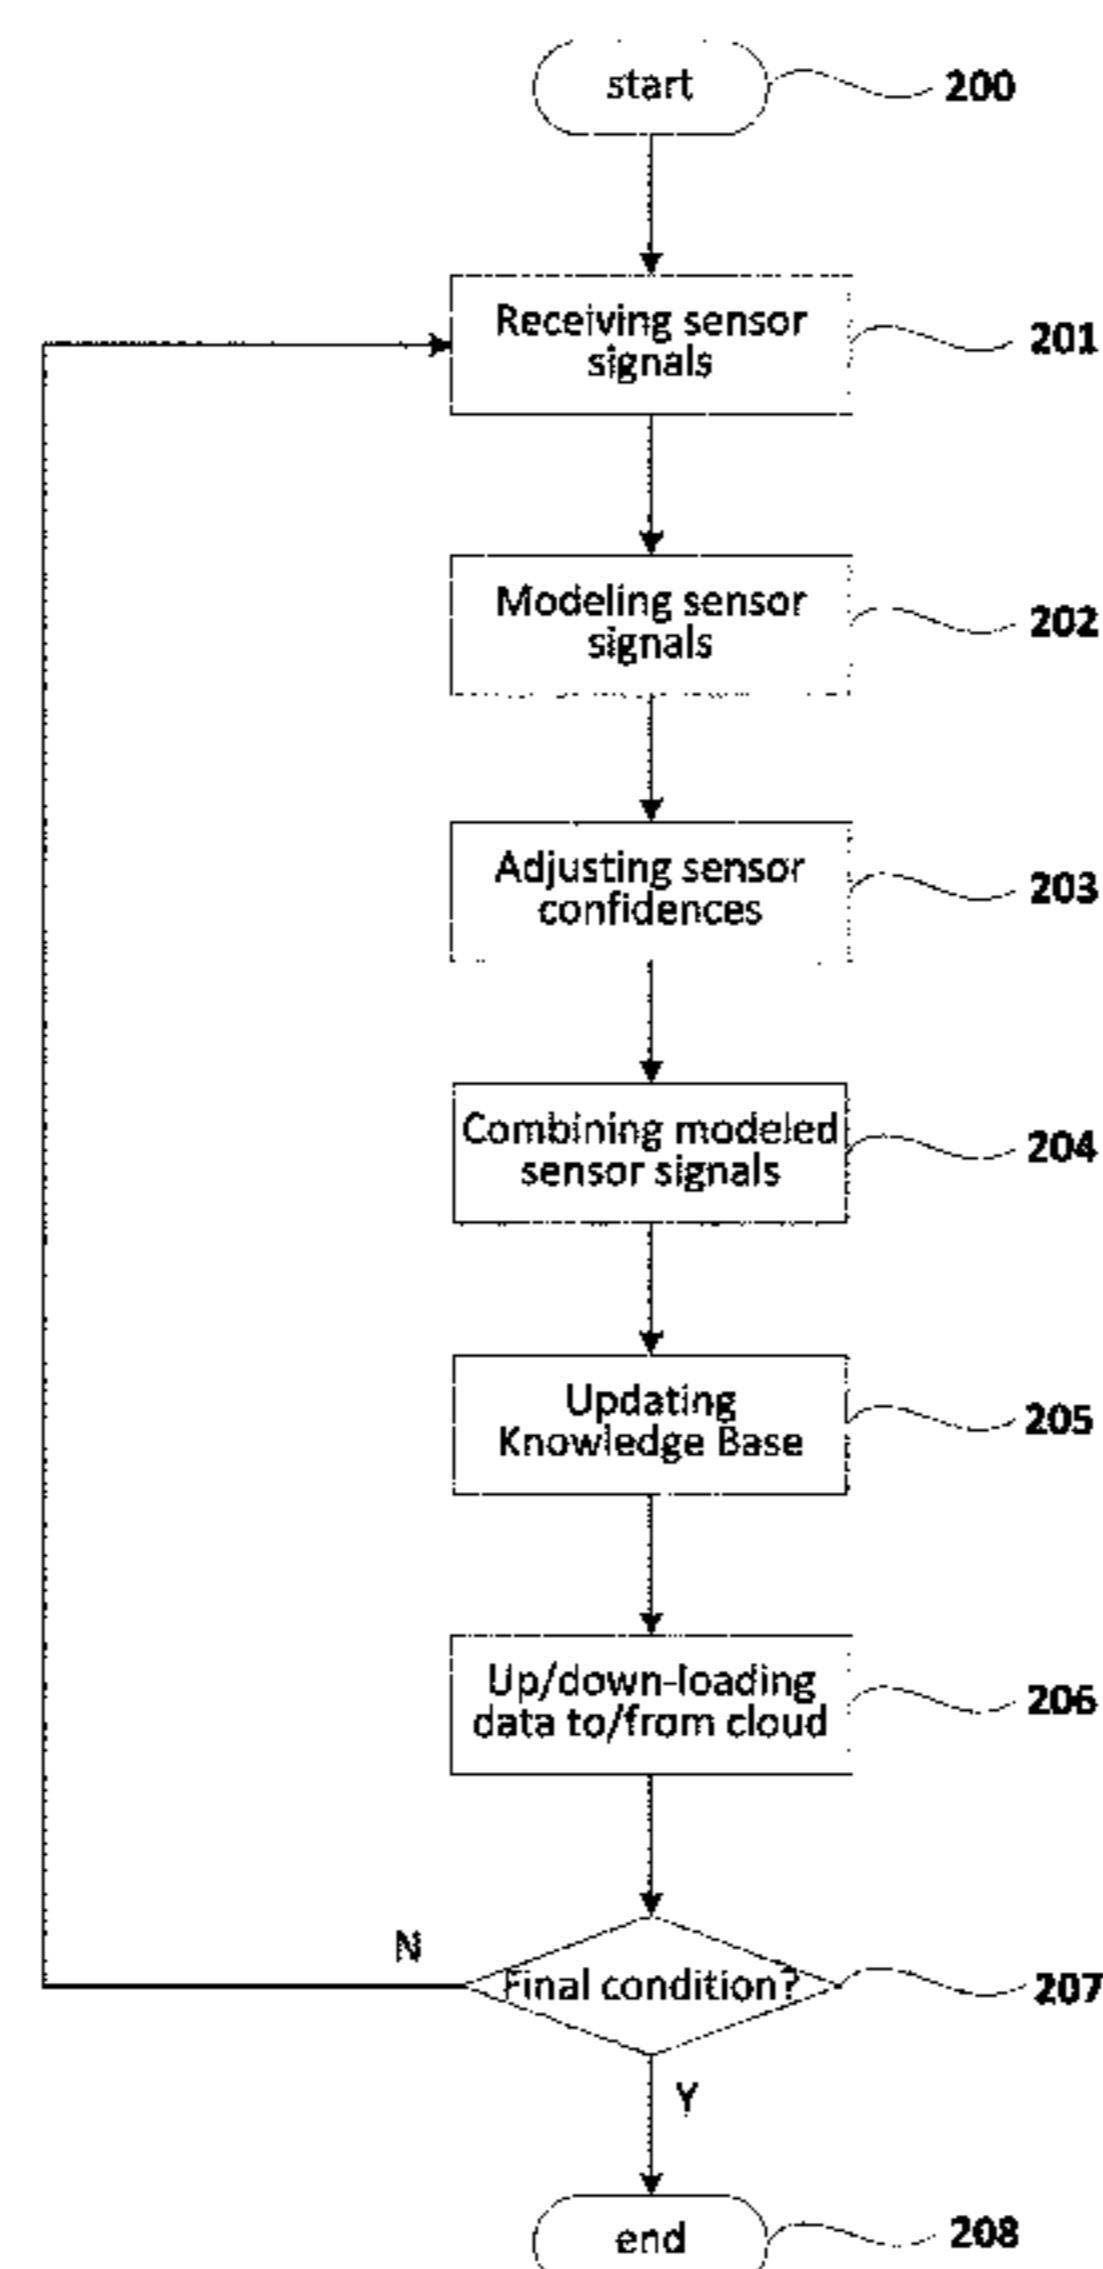 start
200
Receiving sensor
signals
201
Modeling sensor
signals
202
Adjusting sensor
confidences
203
Combining modeled
sensor signals
204
Updating
Knowledge Base
205
Up/down-loading
data to/from cloud
206
N
Final condition?
207
Y
end
208